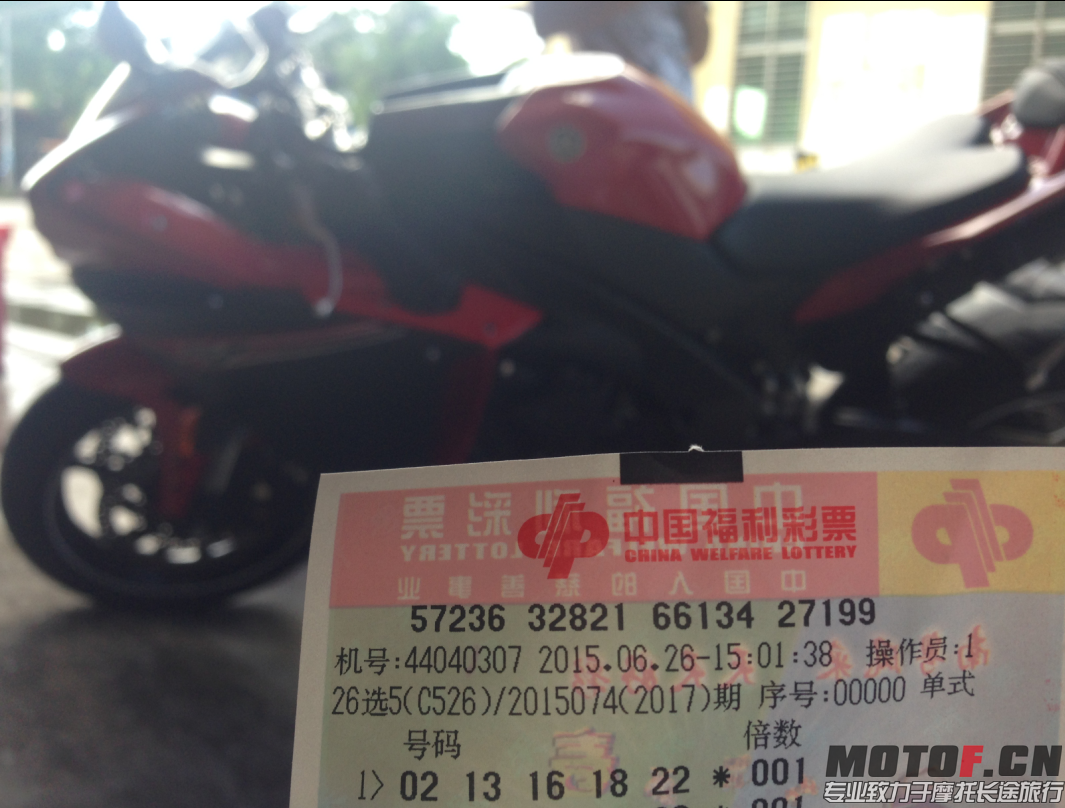 中国福利彩票
CHINA WELFARE LOTTERY
57236 32821 66134 27199
机号:44040307 2015.06.26-15:01:38 操作员:1
26选5(C526)/2015074(2017)期 序号:00000 单式
号码 倍数
1> 02 13 16 18 22 * 001
MOTOF.CN
专业致力于摩托长途旅行